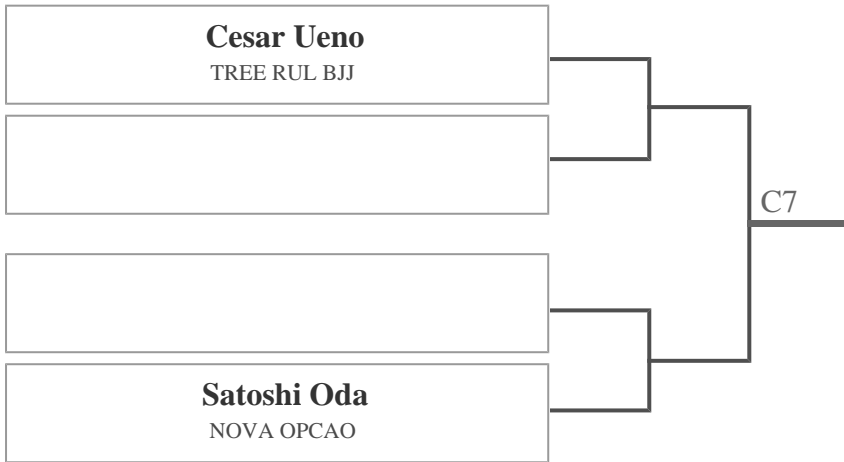 Cesar Ueno
TREE RUL BJJ
C7
Satoshi Oda
NOVA OPCAO